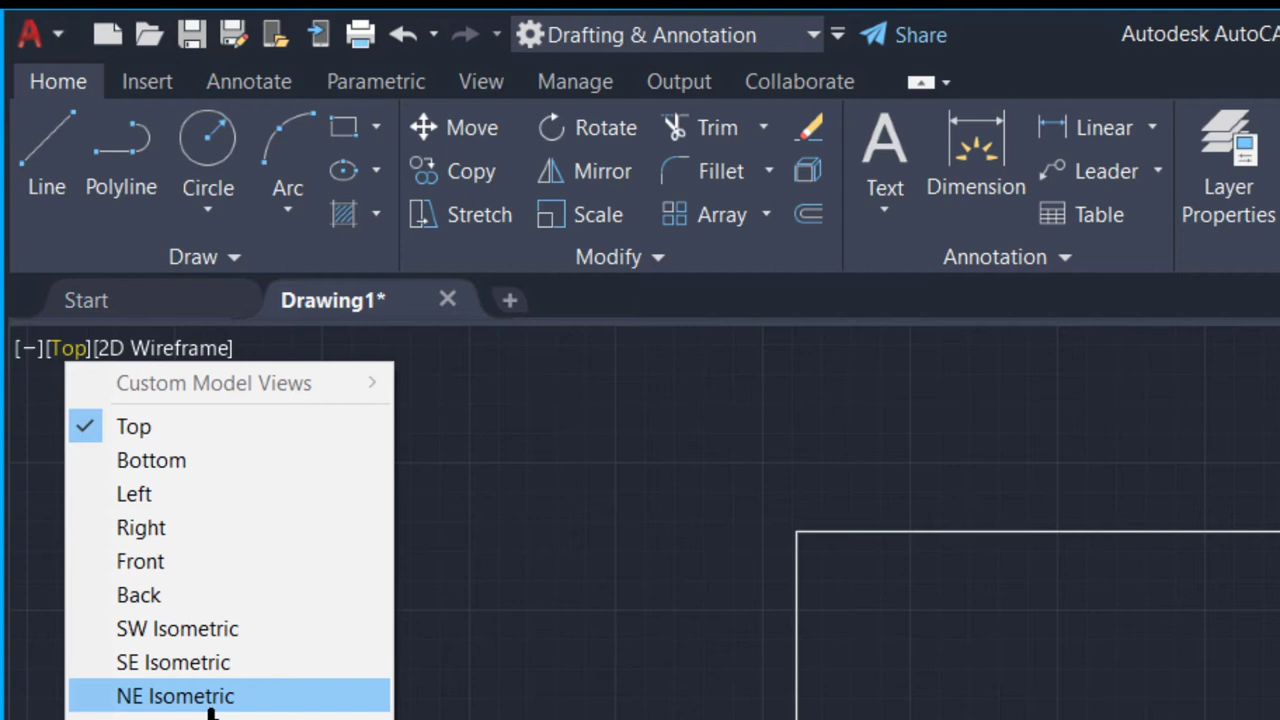 Drafting & Annotation Share Autodesk AutoCA
Home Insert Annotate Parametric View Manage Output Collaborate
Move Rotate Trim Linear
Copy Mirror Fillet Leader
Line Polyline Circle Arc Text Dimension Layer
Stretch Scale Array Table Properties
Draw Modify Annotation
Start Drawing1* +
[−][Top][2D Wireframe]
Custom Model Views
Top
Bottom
Left
Right
Front
Back
SW Isometric
SE Isometric
NE Isometric